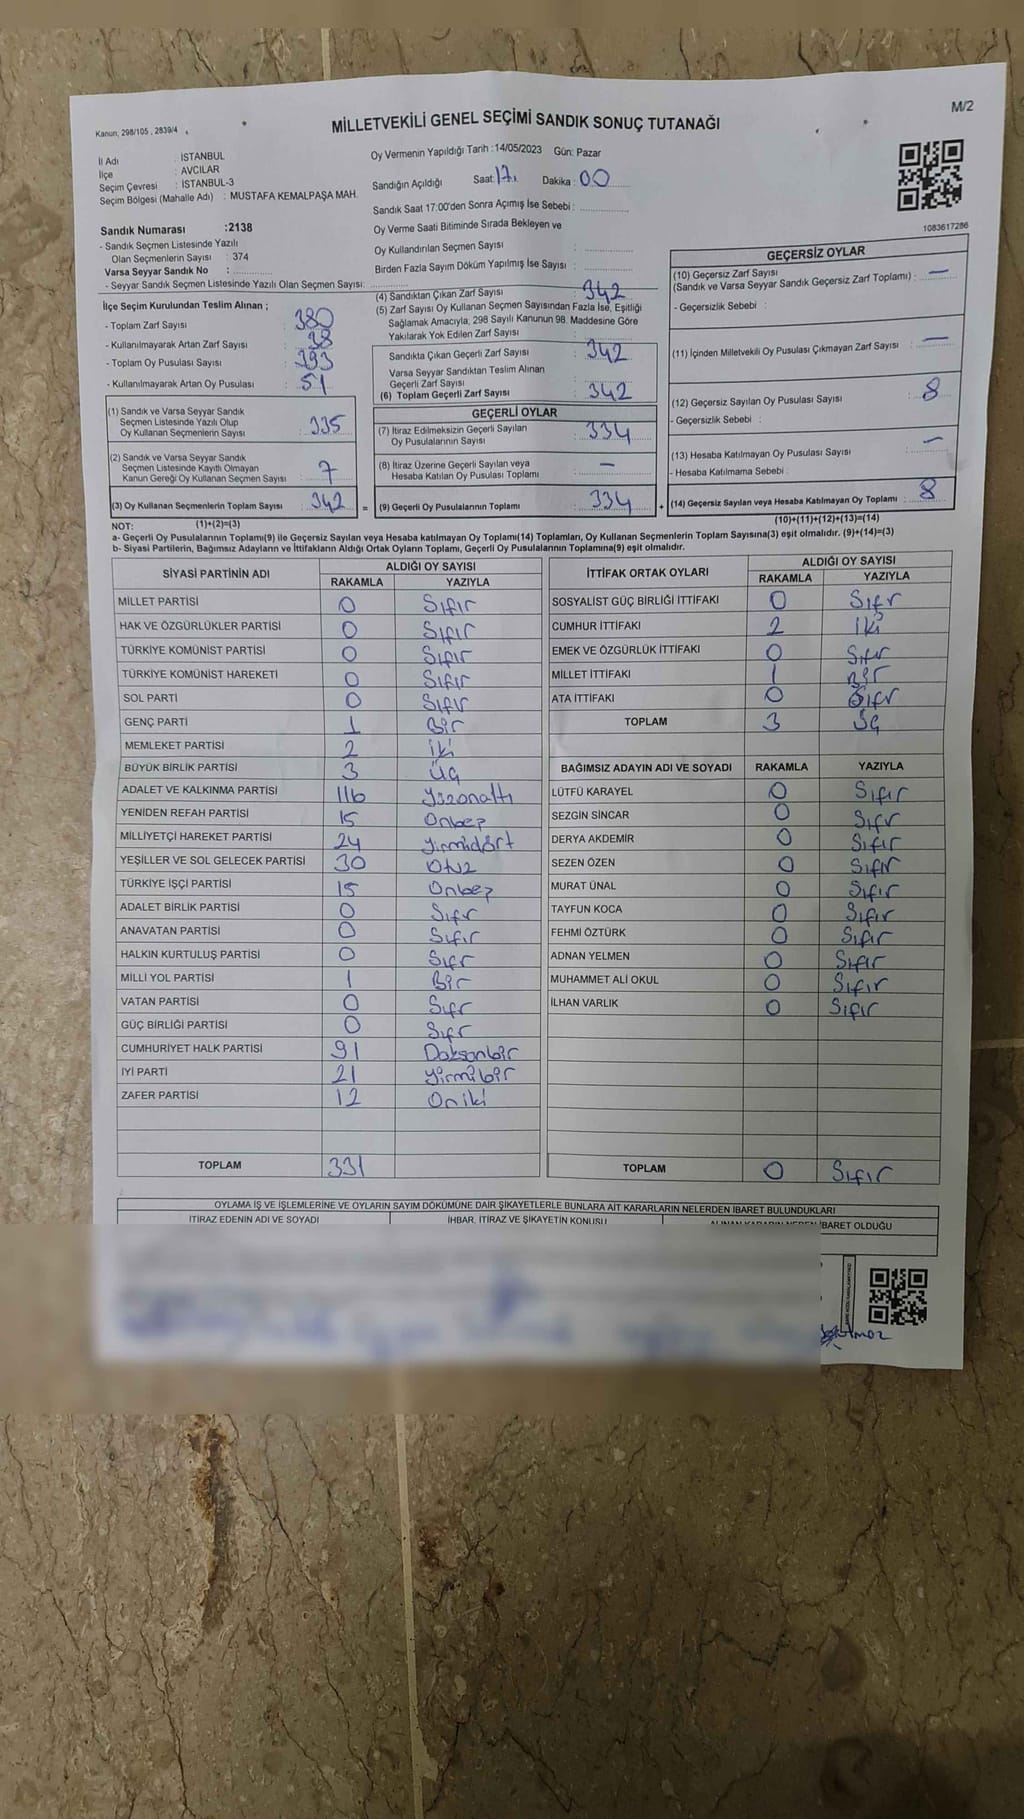 Kanun; 298/105 , 2839/4
MİLLETVEKİLİ GENEL SEÇİMİ SANDIK SONUÇ TUTANAĞI
M/2
İl Adı : İSTANBUL
İlçe : AVCILAR
Seçim Çevresi : İSTANBUL-3
Seçim Bölgesi (Mahalle Adı) : MUSTAFA KEMALPAŞA MAH.
Oy Vermenin Yapıldığı Tarih :14/05/2023 Gün: Pazar
Sandığın Açıldığı Saat: 17 Dakika : 00
Sandık Saat 17:00'den Sonra Açımış İse Sebebi :
Oy Verme Saati Bitiminde Sırada Bekleyen ve
Oy Kullandırılan Seçmen Sayısı :
Birden Fazla Sayım Döküm Yapılmış İse Sayısı :
1083617286
Sandık Numarası :2138
- Sandık Seçmen Listesinde Yazılı
Olan Seçmenlerin Sayısı : 374
Varsa Seyyar Sandık No :
- Seyyar Sandık Seçmen Listesinde Yazılı Olan Seçmen Sayısı:
İlçe Seçim Kurulundan Teslim Alınan ;
- Toplam Zarf Sayısı : 380
- Kullanılmayarak Artan Zarf Sayısı : 38
- Toplam Oy Pusulası Sayısı : 393
- Kullanılmayarak Artan Oy Pusulası : 51
(1) Sandık ve Varsa Seyyar Sandık
Seçmen Listesinde Yazılı Olup
Oy Kullanan Seçmenlerin Sayısı : 335
(2) Sandık ve Varsa Seyyar Sandık
Seçmen Listesinde Kayıtlı Olmayan
Kanun Gereği Oy Kullanan Seçmen Sayısı : 7
(3) Oy Kullanan Seçmenlerin Toplam Sayısı : 342 =
(4) Sandıktan Çıkan Zarf Sayısı : 342
(5) Zarf Sayısı Oy Kullanan Seçmen Sayısından Fazla İse, Eşitliği
Sağlamak Amacıyla, 298 Sayılı Kanunun 98. Maddesine Göre
Yakılarak Yok Edilen Zarf Sayısı :
Sandıkta Çıkan Geçerli Zarf Sayısı : 342
Varsa Seyyar Sandıktan Teslim Alınan
Geçerli Zarf Sayısı :
(6) Toplam Geçerli Zarf Sayısı : 342
GEÇERLİ OYLAR
(7) İtiraz Edilmeksizin Geçerli Sayılan
Oy Pusulalarının Sayısı : 334
(8) İtiraz Üzerine Geçerli Sayılan veya
Hesaba Katılan Oy Pusulası Toplamı : —
(9) Geçerli Oy Pusulalarının Toplamı : 334 +
GEÇERSİZ OYLAR
(10) Geçersiz Zarf Sayısı
(Sandık ve Varsa Seyyar Sandık Geçersiz Zarf Toplamı) : —
- Geçersizlik Sebebi :
(11) İçinden Milletvekili Oy Pusulası Çıkmayan Zarf Sayısı : —
(12) Geçersiz Sayılan Oy Pusulası Sayısı : 8
- Geçersizlik Sebebi :
(13) Hesaba Katılmayan Oy Pusulası Sayısı : —
- Hesaba Katılmama Sebebi :
(14) Geçersiz Sayılan veya Hesaba Katılmayan Oy Toplamı : 8
NOT: (1)+(2)=(3) (10)+(11)+(12)+(13)=(14)
a- Geçerli Oy Pusulalarının Toplamı(9) ile Geçersiz Sayılan veya Hesaba katılmayan Oy Toplamı(14) Toplamları, Oy Kullanan Seçmenlerin Toplam Sayısına(3) eşit olmalıdır. (9)+(14)=(3)
b- Siyasi Partilerin, Bağımsız Adayların ve İttifakların Aldığı Ortak Oyların Toplamı, Geçerli Oy Pusulalarının Toplamına(9) eşit olmalıdır.
SİYASİ PARTİNİN ADI ALDIĞI OY SAYISI
RAKAMLA YAZIYLA
MİLLET PARTİSİ 0 Sıfır
HAK VE ÖZGÜRLÜKLER PARTİSİ 0 Sıfır
TÜRKİYE KOMÜNİST PARTİSİ 0 Sıfır
TÜRKİYE KOMÜNİST HAREKETİ 0 Sıfır
SOL PARTİ 0 Sıfır
GENÇ PARTİ 1 Bir
MEMLEKET PARTİSİ 2 iki
BÜYÜK BİRLİK PARTİSİ 3 Üç
ADALET VE KALKINMA PARTİSİ 116 yüzonaltı
YENİDEN REFAH PARTİSİ 15 Onbeş
MİLLİYETÇİ HAREKET PARTİSİ 24 yirmidört
YEŞİLLER VE SOL GELECEK PARTİSİ 30 Otuz
TÜRKİYE İŞÇİ PARTİSİ 15 Onbeş
ADALET BİRLİK PARTİSİ 0 Sıfır
ANAVATAN PARTİSİ 0 Sıfır
HALKIN KURTULUŞ PARTİSİ 0 Sıfır
MİLLİ YOL PARTİSİ 1 Bir
VATAN PARTİSİ 0 Sıfır
GÜÇ BİRLİĞİ PARTİSİ 0 Sıfır
CUMHURİYET HALK PARTİSİ 91 Doksanbir
İYİ PARTİ 21 yirmibir
ZAFER PARTİSİ 12 Oniki
TOPLAM 331
İTTİFAK ORTAK OYLARI ALDIĞI OY SAYISI
RAKAMLA YAZIYLA
SOSYALİST GÜÇ BİRLİĞİ İTTİFAKI 0 Sıfır
CUMHUR İTTİFAKI 2 iki
EMEK VE ÖZGÜRLÜK İTTİFAKI 0 Sıfır
MİLLET İTTİFAKI 1 Bir
ATA İTTİFAKI 0 Sıfır
TOPLAM 3 Üç
BAĞIMSIZ ADAYIN ADI VE SOYADI RAKAMLA YAZIYLA
LÜTFÜ KARAYEL 0 Sıfır
SEZGİN SİNCAR 0 Sıfır
DERYA AKDEMİR 0 Sıfır
SEZEN ÖZEN 0 Sıfır
MURAT ÜNAL 0 Sıfır
TAYFUN KOCA 0 Sıfır
FEHMİ ÖZTÜRK 0 Sıfır
ADNAN YELMEN 0 Sıfır
MUHAMMET ALİ OKUL 0 Sıfır
İLHAN VARLIK 0 Sıfır
TOPLAM 0 Sıfır
OYLAMA İŞ VE İŞLEMLERİNE VE OYLARIN SAYIM DÖKÜMÜNE DAİR ŞİKAYETLERLE BUNLARA AİT KARARLARIN NELERDEN İBARET BULUNDUKLARI
İTİRAZ EDENİN ADI VE SOYADI İHBAR, İTİRAZ VE ŞİKAYETİN KONUSU ALINAN KARARIN NEDEN İBARET OLDUĞU